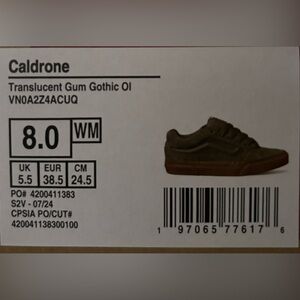 Caldrone
Translucent Gum Gothic Ol
VN0A2Z4ACUQ
8.0 WM
UK EUR CM
5.5 38.5 24.5
PO# 4200411383
S2V - 07/24
CPSIA PO/CUT#
420041138300100
1 97065 77617 6